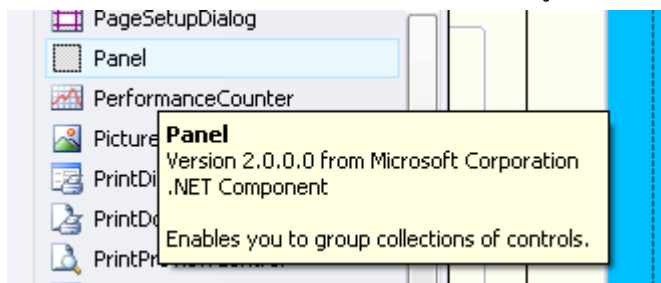 PageSetupDialog
Panel
PerformanceCounter
Picture
Panel
Version 2.0.0.0 from Microsoft Corporation
.NET Component
Enables you to group collections of controls.
PrintDi
PrintDo
PrintPr